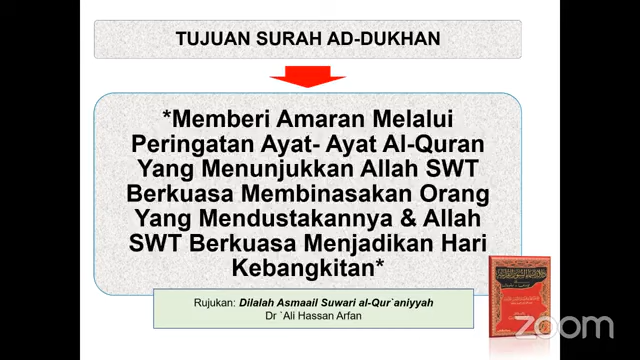 TUJUAN SURAH AD-DUKHAN
*Memberi Amaran Melalui
Peringatan Ayat- Ayat Al-Quran
Yang Menunjukkan Allah SWT
Berkuasa Membinasakan Orang
Yang Mendustakannya & Allah
SWT Berkuasa Menjadikan Hari
Kebangkitan*
Rujukan: Dilalah Asmaail Suwari al-Qur`aniyyah
Dr `Ali Hassan Arfan
zoom